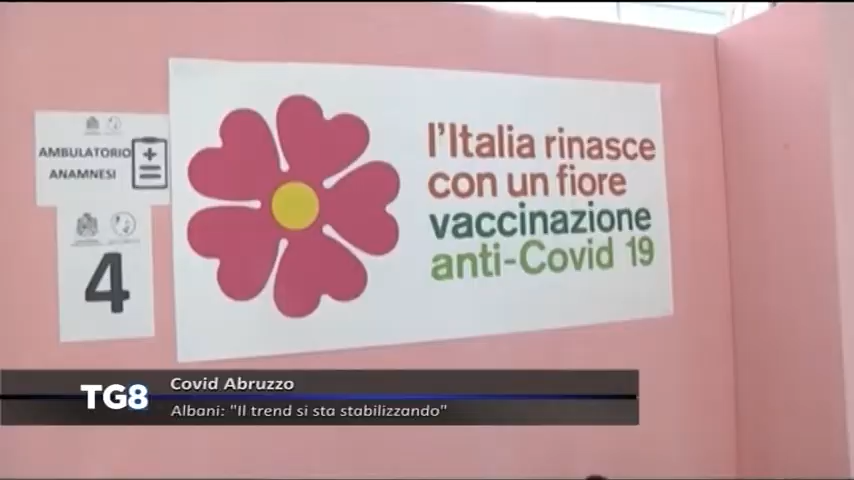 l'Italia rinasce
con un fiore
vaccinazione
anti-Covid 19
AMBULATORIO
ANAMNESI
4
TG8
Covid Abruzzo
Albani: "Il trend si sta stabilizzando"